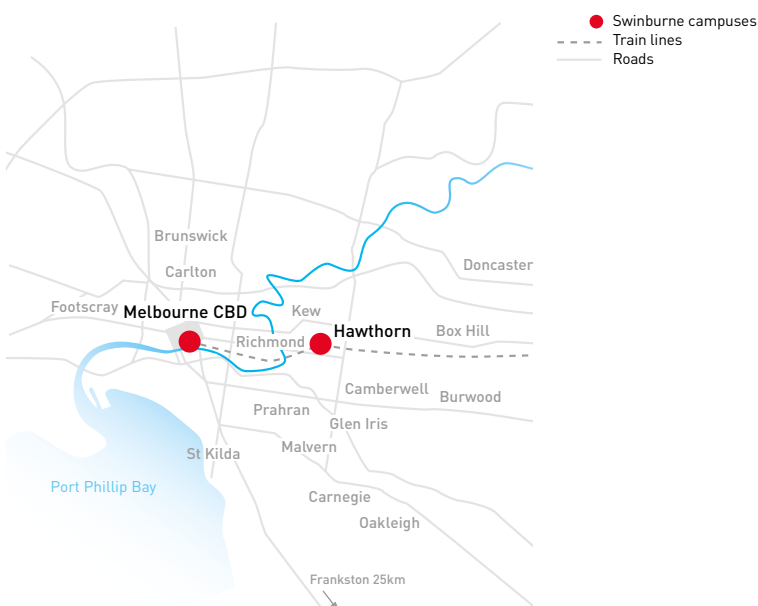 Swinburne campuses
Train lines
Roads
Brunswick
Doncaster
Carlton
Footscray
Melbourne CBD
Kew
Hawthorn
Box Hill
Richmond
Camberwell
Burwood
Prahran
Glen Iris
Malvern
St Kilda
Port Phillip Bay
Carnegie
Oakleigh
Frankston 25km